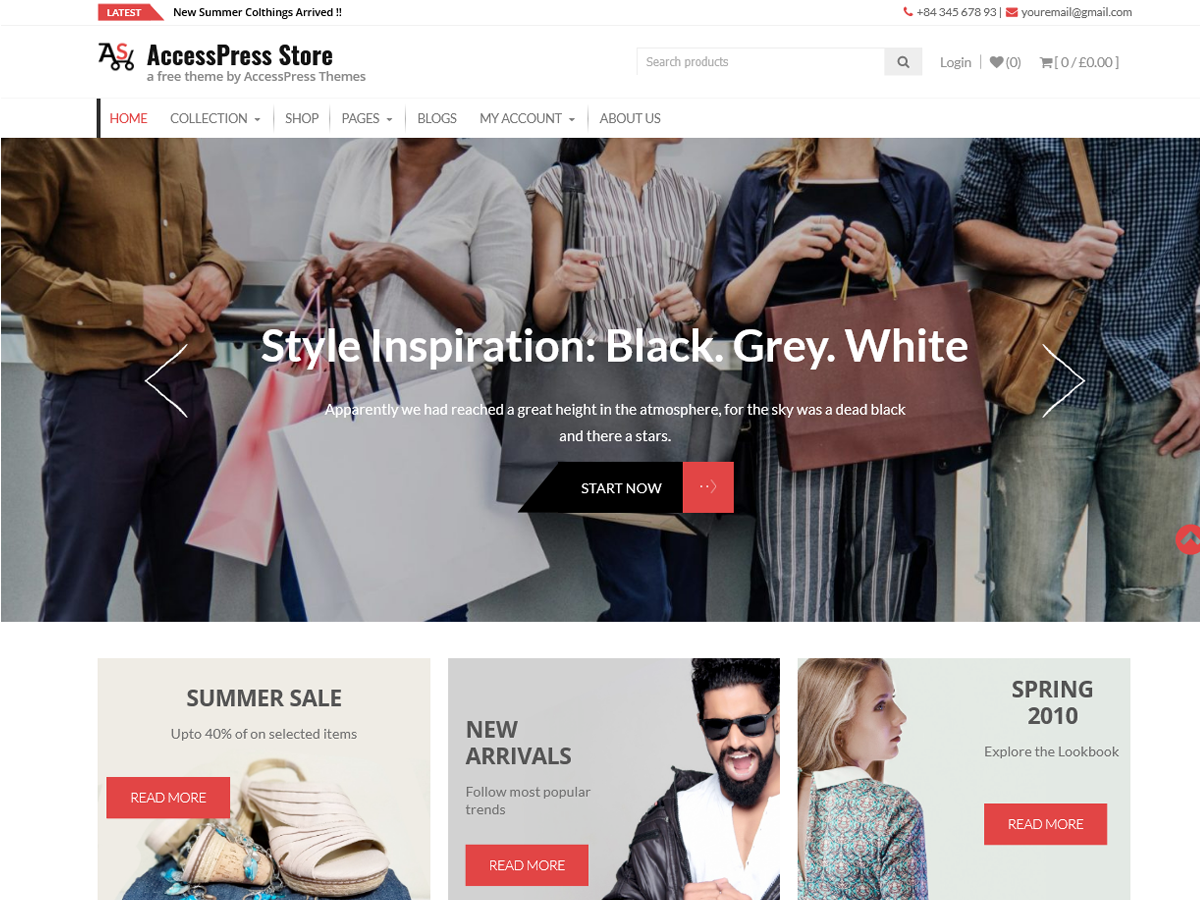 LATEST
New Summer Colthings Arrived !!
+84 345 678 93 | youremail@gmail.com
AS
AccessPress Store
a free theme by AccessPress Themes
Search products
Login
(0)
[ 0 / £0.00 ]
HOME
COLLECTION
SHOP
PAGES
BLOGS
MY ACCOUNT
ABOUT US
Style Inspiration: Black. Grey. White
Apparently we had reached a great height in the atmosphere, for the sky was a dead black
and there a stars.
START NOW
SUMMER SALE
Upto 40% of on selected items
READ MORE
NEW
ARRIVALS
Follow most popular
trends
READ MORE
SPRING
2010
Explore the Lookbook
READ MORE